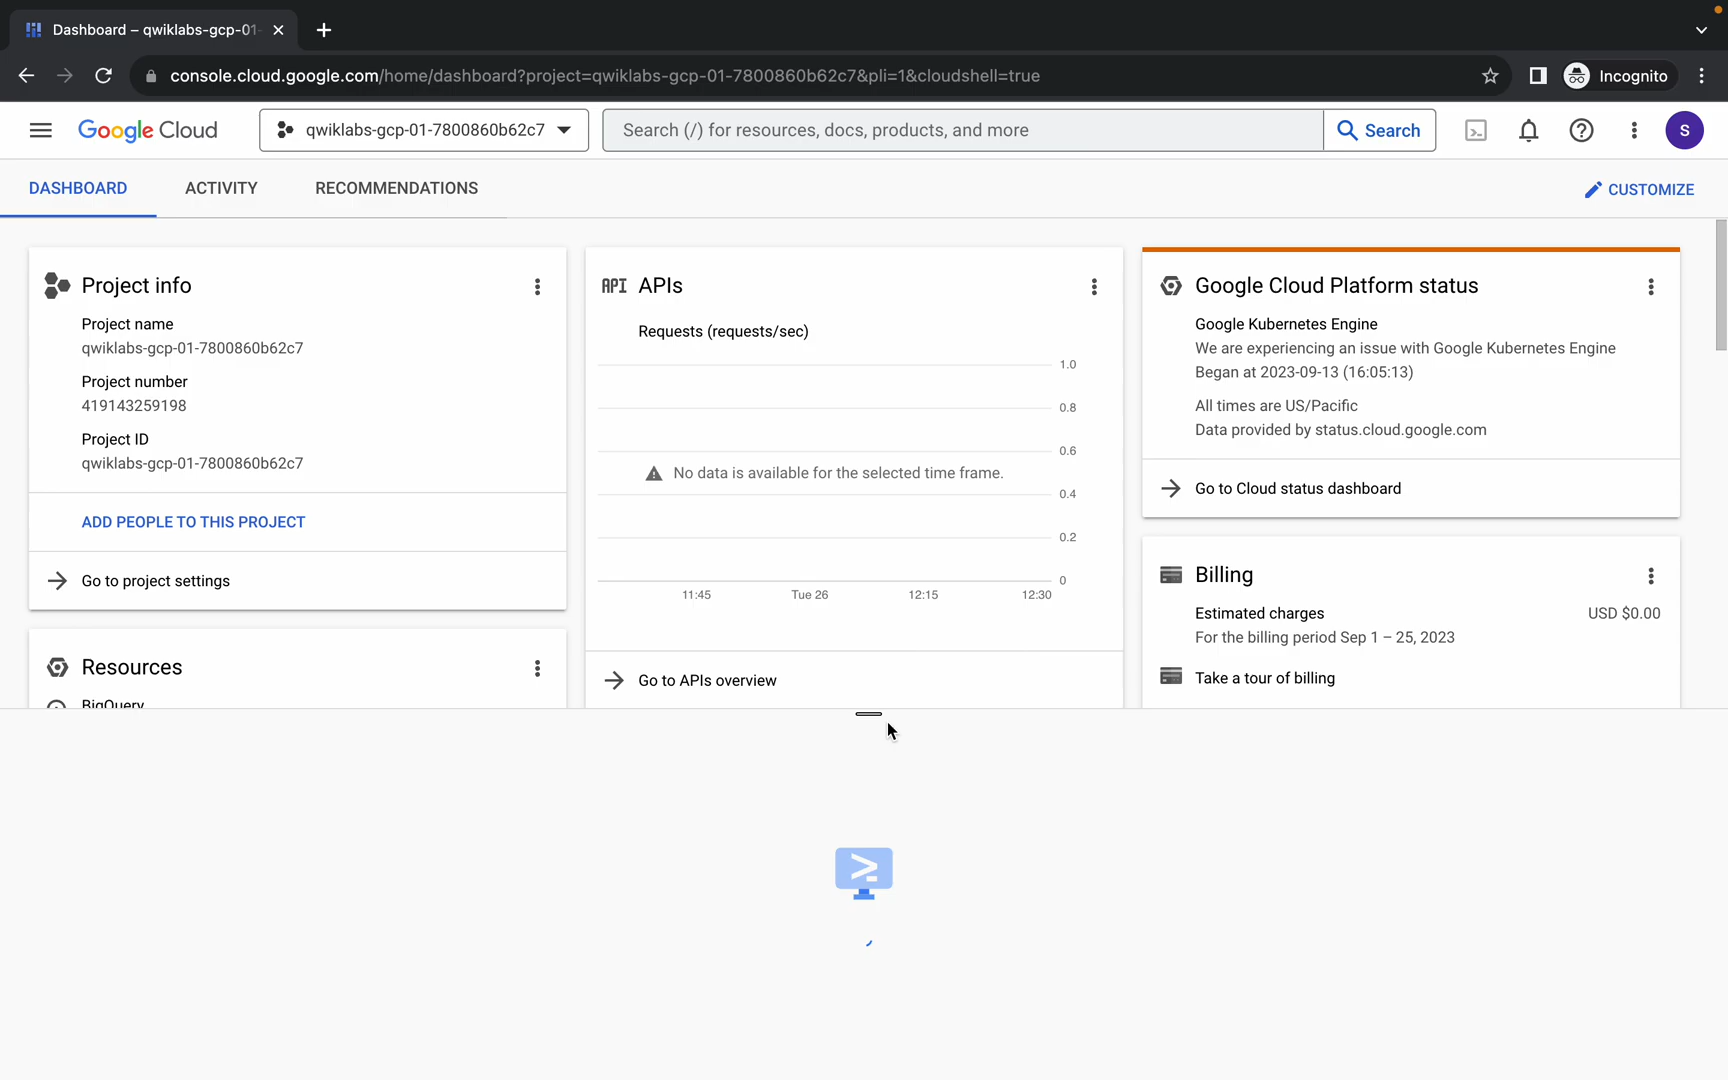 Dashboard – qwiklabs-gcp-01-
console.cloud.google.com/home/dashboard?project=qwiklabs-gcp-01-7800860b62c7&pli=1&cloudshell=true
Incognito
Google Cloud
qwiklabs-gcp-01-7800860b62c7
Search (/) for resources, docs, products, and more
Search
S
DASHBOARD
ACTIVITY
RECOMMENDATIONS
CUSTOMIZE
Project info
Project name
qwiklabs-gcp-01-7800860b62c7
Project number
419143259198
Project ID
qwiklabs-gcp-01-7800860b62c7
ADD PEOPLE TO THIS PROJECT
Go to project settings
Resources
BigQuery
API APIs
Requests (requests/sec)
1.0
0.8
0.6
No data is available for the selected time frame.
0.4
0.2
0
11:45
Tue 26
12:15
12:30
Go to APIs overview
Google Cloud Platform status
Google Kubernetes Engine
We are experiencing an issue with Google Kubernetes Engine
Began at 2023-09-13 (16:05:13)
All times are US/Pacific
Data provided by status.cloud.google.com
Go to Cloud status dashboard
Billing
Estimated charges
USD $0.00
For the billing period Sep 1 – 25, 2023
Take a tour of billing